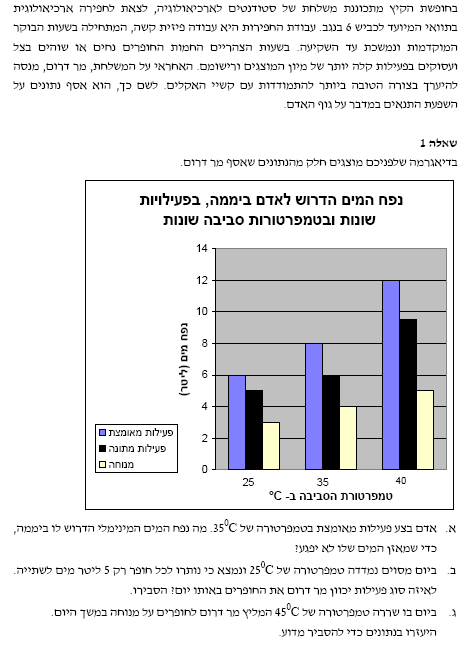 בחופשת הקיץ מתכוננת משלחת של סטודנטים לארכיאולוגיה, לצאת לחפירה ארכיאולוגית
בתוואי המיועד לכביש 6 בנגב. עבודת החפירות היא עבודה פיזית קשה, המתחילה בשעות הבוקר
המוקדמות ונמשכת עד השקיעה. בשעות הצהריים החמות החופרים נחים או שוהים בצל
ועסוקים בפעילות קלה יותר של מיון המוצגים ורישומם. האחראי על המשלחת, מר דרום, מנסה
להיערך בצורה הטובה ביותר להתמודדות עם קשיי האקלים. לשם כך, הוא אסף נתונים על
השפעת התנאים במדבר על גוף האדם.
שאלה 1
בדיאגרמה שלפניכם מוצגים חלק מהנתונים שאסף מר דרום.
נפח המים הדרוש לאדם ביממה, בפעילויות
שונות ובטמפרטורות סביבה שונות
14
12
10
8
6
4
2
0
נפח מים (ליטר)
25 35 40
טמפרטורת הסביבה ב- °C
פעילות מאומצת
פעילות מתונה
מנוחה
א. אדם בצע פעילות מאומצת בטמפרטורה של 35⁰C. מה נפח המים המינימלי הדרוש לו ביממה,
כדי שמאזן המים שלו לא יפגע?
ב. ביום מסוים נמדדה טמפרטורה של 25⁰C ונמצא כי נותרו לכל חופר רק 5 ליטר מים לשתייה.
לאיזה סוג פעילות יכוון מר דרום את החופרים באותו יום? הסבירו.
ג. ביום בו שררה טמפרטורה של 45⁰C המליץ מר דרום לחופרים על מנוחה במשך היום.
היעזרו בנתונים כדי להסביר מדוע.